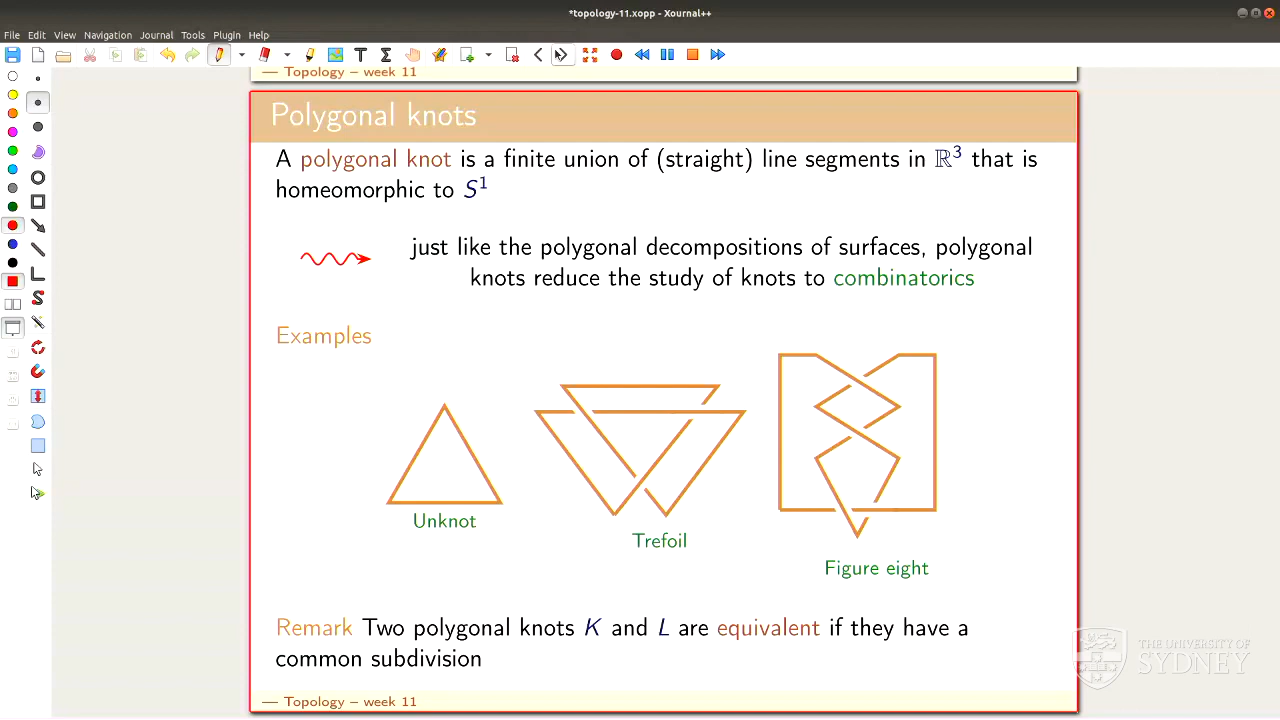 *topology-11.xopp - Xournal++
File Edit View Navigation Journal Tools Plugin Help
— Topology – week 11
Polygonal knots
A polygonal knot is a finite union of (straight) line segments in ℝ³ that is
homeomorphic to S¹
just like the polygonal decompositions of surfaces, polygonal
knots reduce the study of knots to combinatorics
Examples
Unknot
Trefoil
Figure eight
Remark Two polygonal knots K and L are equivalent if they have a
common subdivision
THE UNIVERSITY OF
SYDNEY
— Topology – week 11